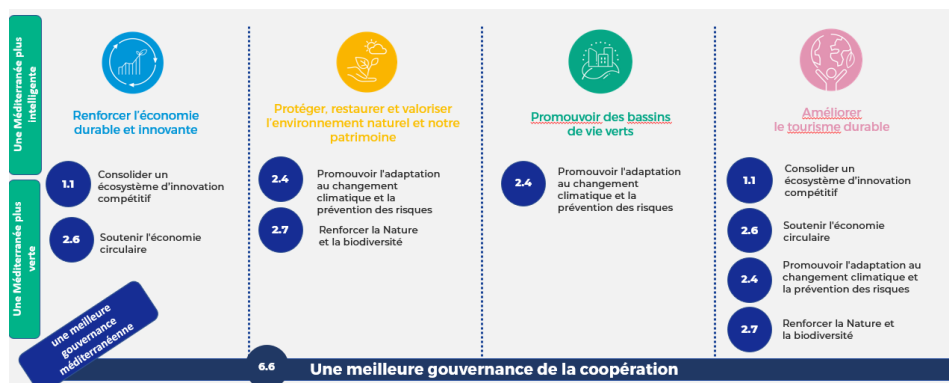 Une Méditerranée plus
intelligente
Une Méditerranée plus
verte
Renforcer l'économie
durable et innovante
1.1
Consolider un
écosystème d'innovation
compétitif
2.6
Soutenir l'économie
circulaire
Protéger, restaurer et valoriser
l'environnement naturel et notre
patrimoine
2.4
Promouvoir l'adaptation
au changement
climatique et la
prévention des risques
2.7
Renforcer la Nature
et la biodiversité
Promouvoir des bassins
de vie verts
2.4
Promouvoir l'adaptation
au changement
climatique et la
prévention des risques
Améliorer
le tourisme durable
1.1
Consolider un
écosystème d'innovation
compétitif
2.6
Soutenir l'économie
circulaire
2.4
Promouvoir l'adaptation au
changement climatique et
la prévention des risques
2.7
Renforcer la Nature et
la biodiversité
une meilleure
gouvernance
méditerranéenne
6.6
Une meilleure gouvernance de la coopération